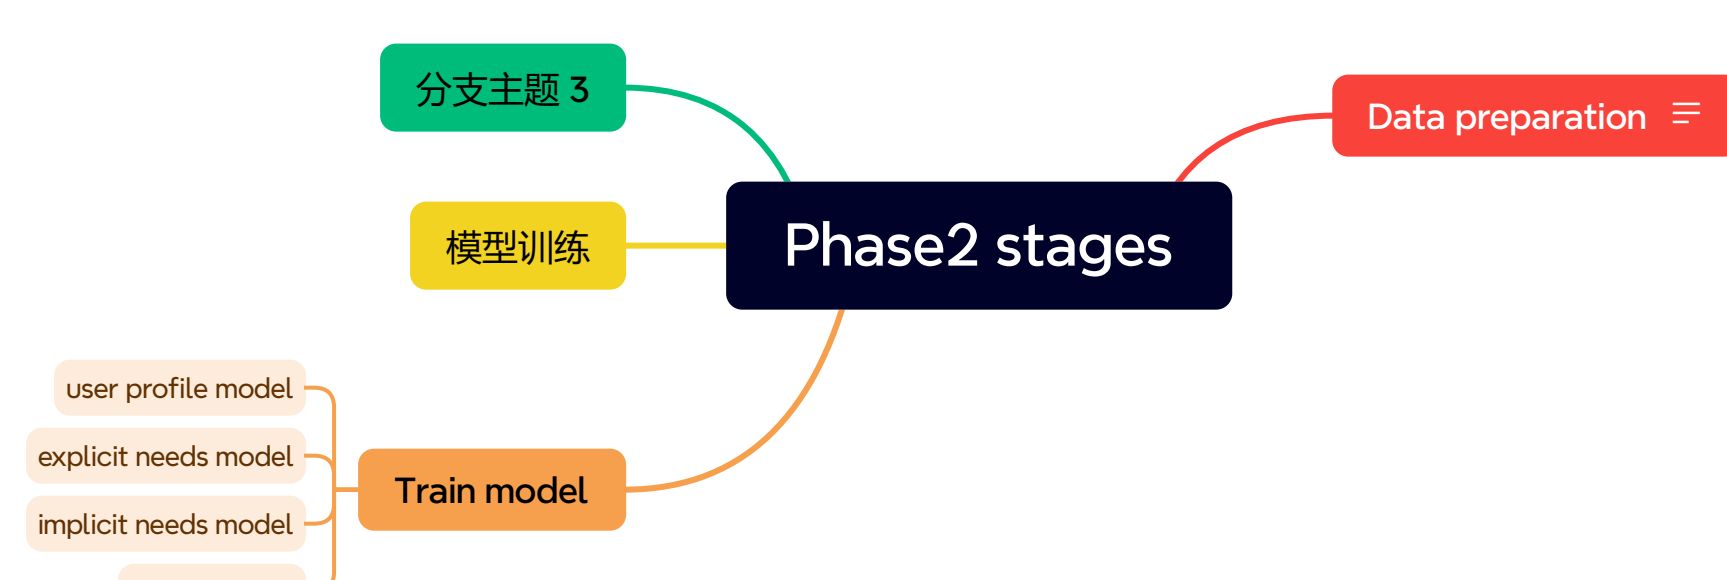 分支主题 3
Data preparation
模型训练
Phase2 stages
user profile model
explicit needs model
Train model
implicit needs model